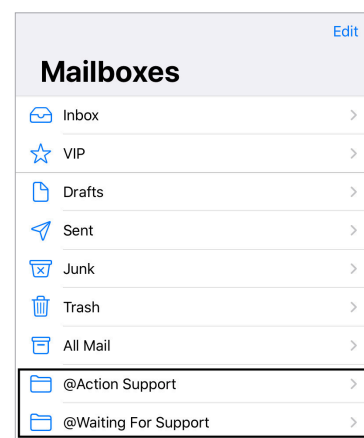 Edit
Mailboxes
Inbox
VIP
Drafts
Sent
Junk
Trash
All Mail
@Action Support
@Waiting For Support